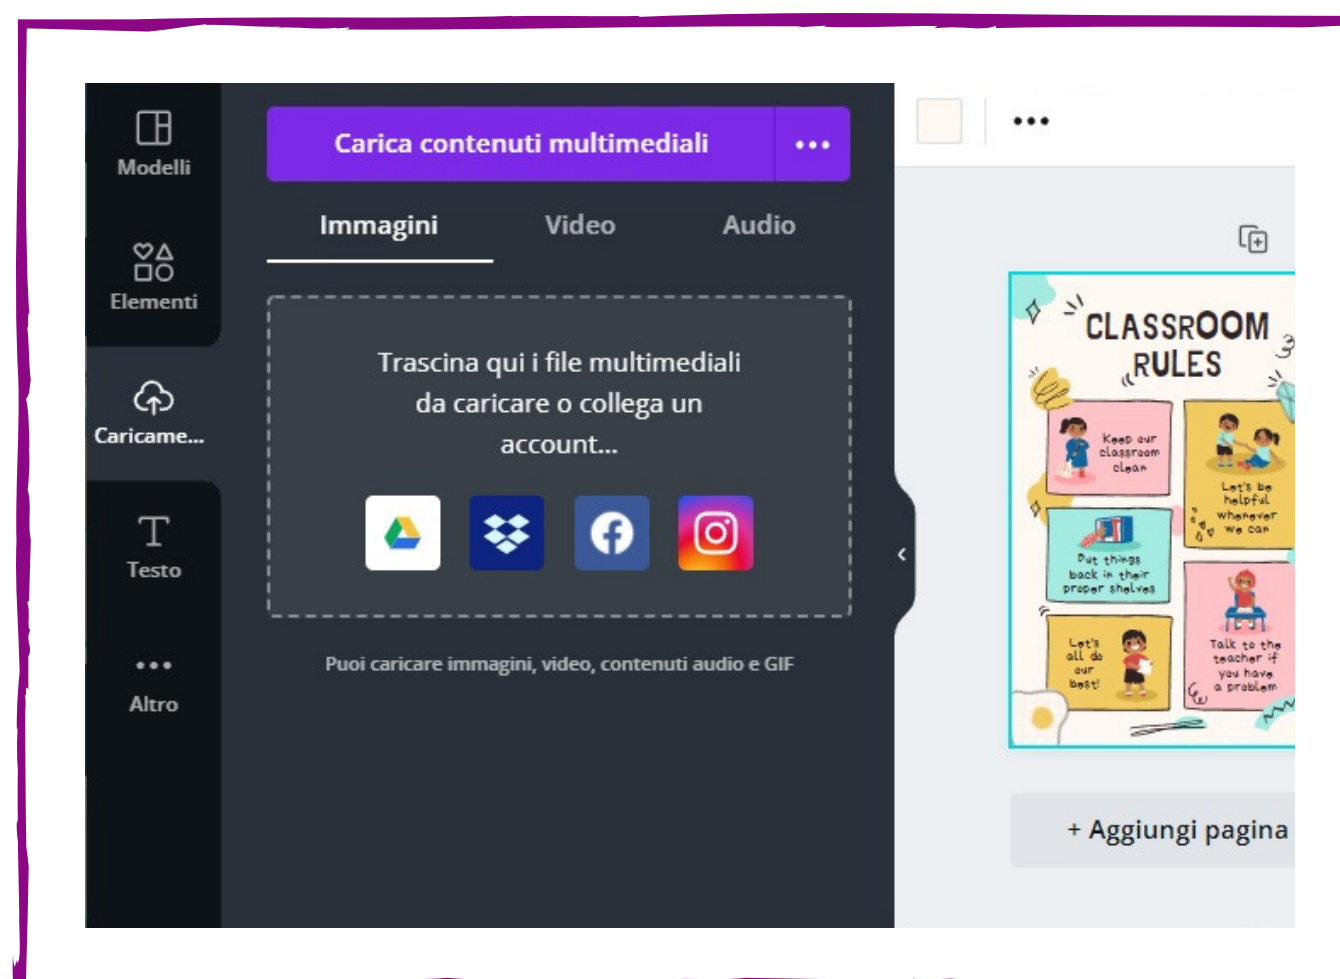 Modelli
Elementi
Caricame...
Testo
Altro
Carica contenuti multimediali
Immagini Video Audio
Trascina qui i file multimediali
da caricare o collega un
account...
Puoi caricare immagini, video, contenuti audio e GIF
CLASSROOM
RULES
Keep our
classroom
clean
Let's be
helpful
wherever
we can
Put things
back in their
proper shelves
Let's
all do
our
best!
Talk to the
teacher if
you have
a problem
+ Aggiungi pagina